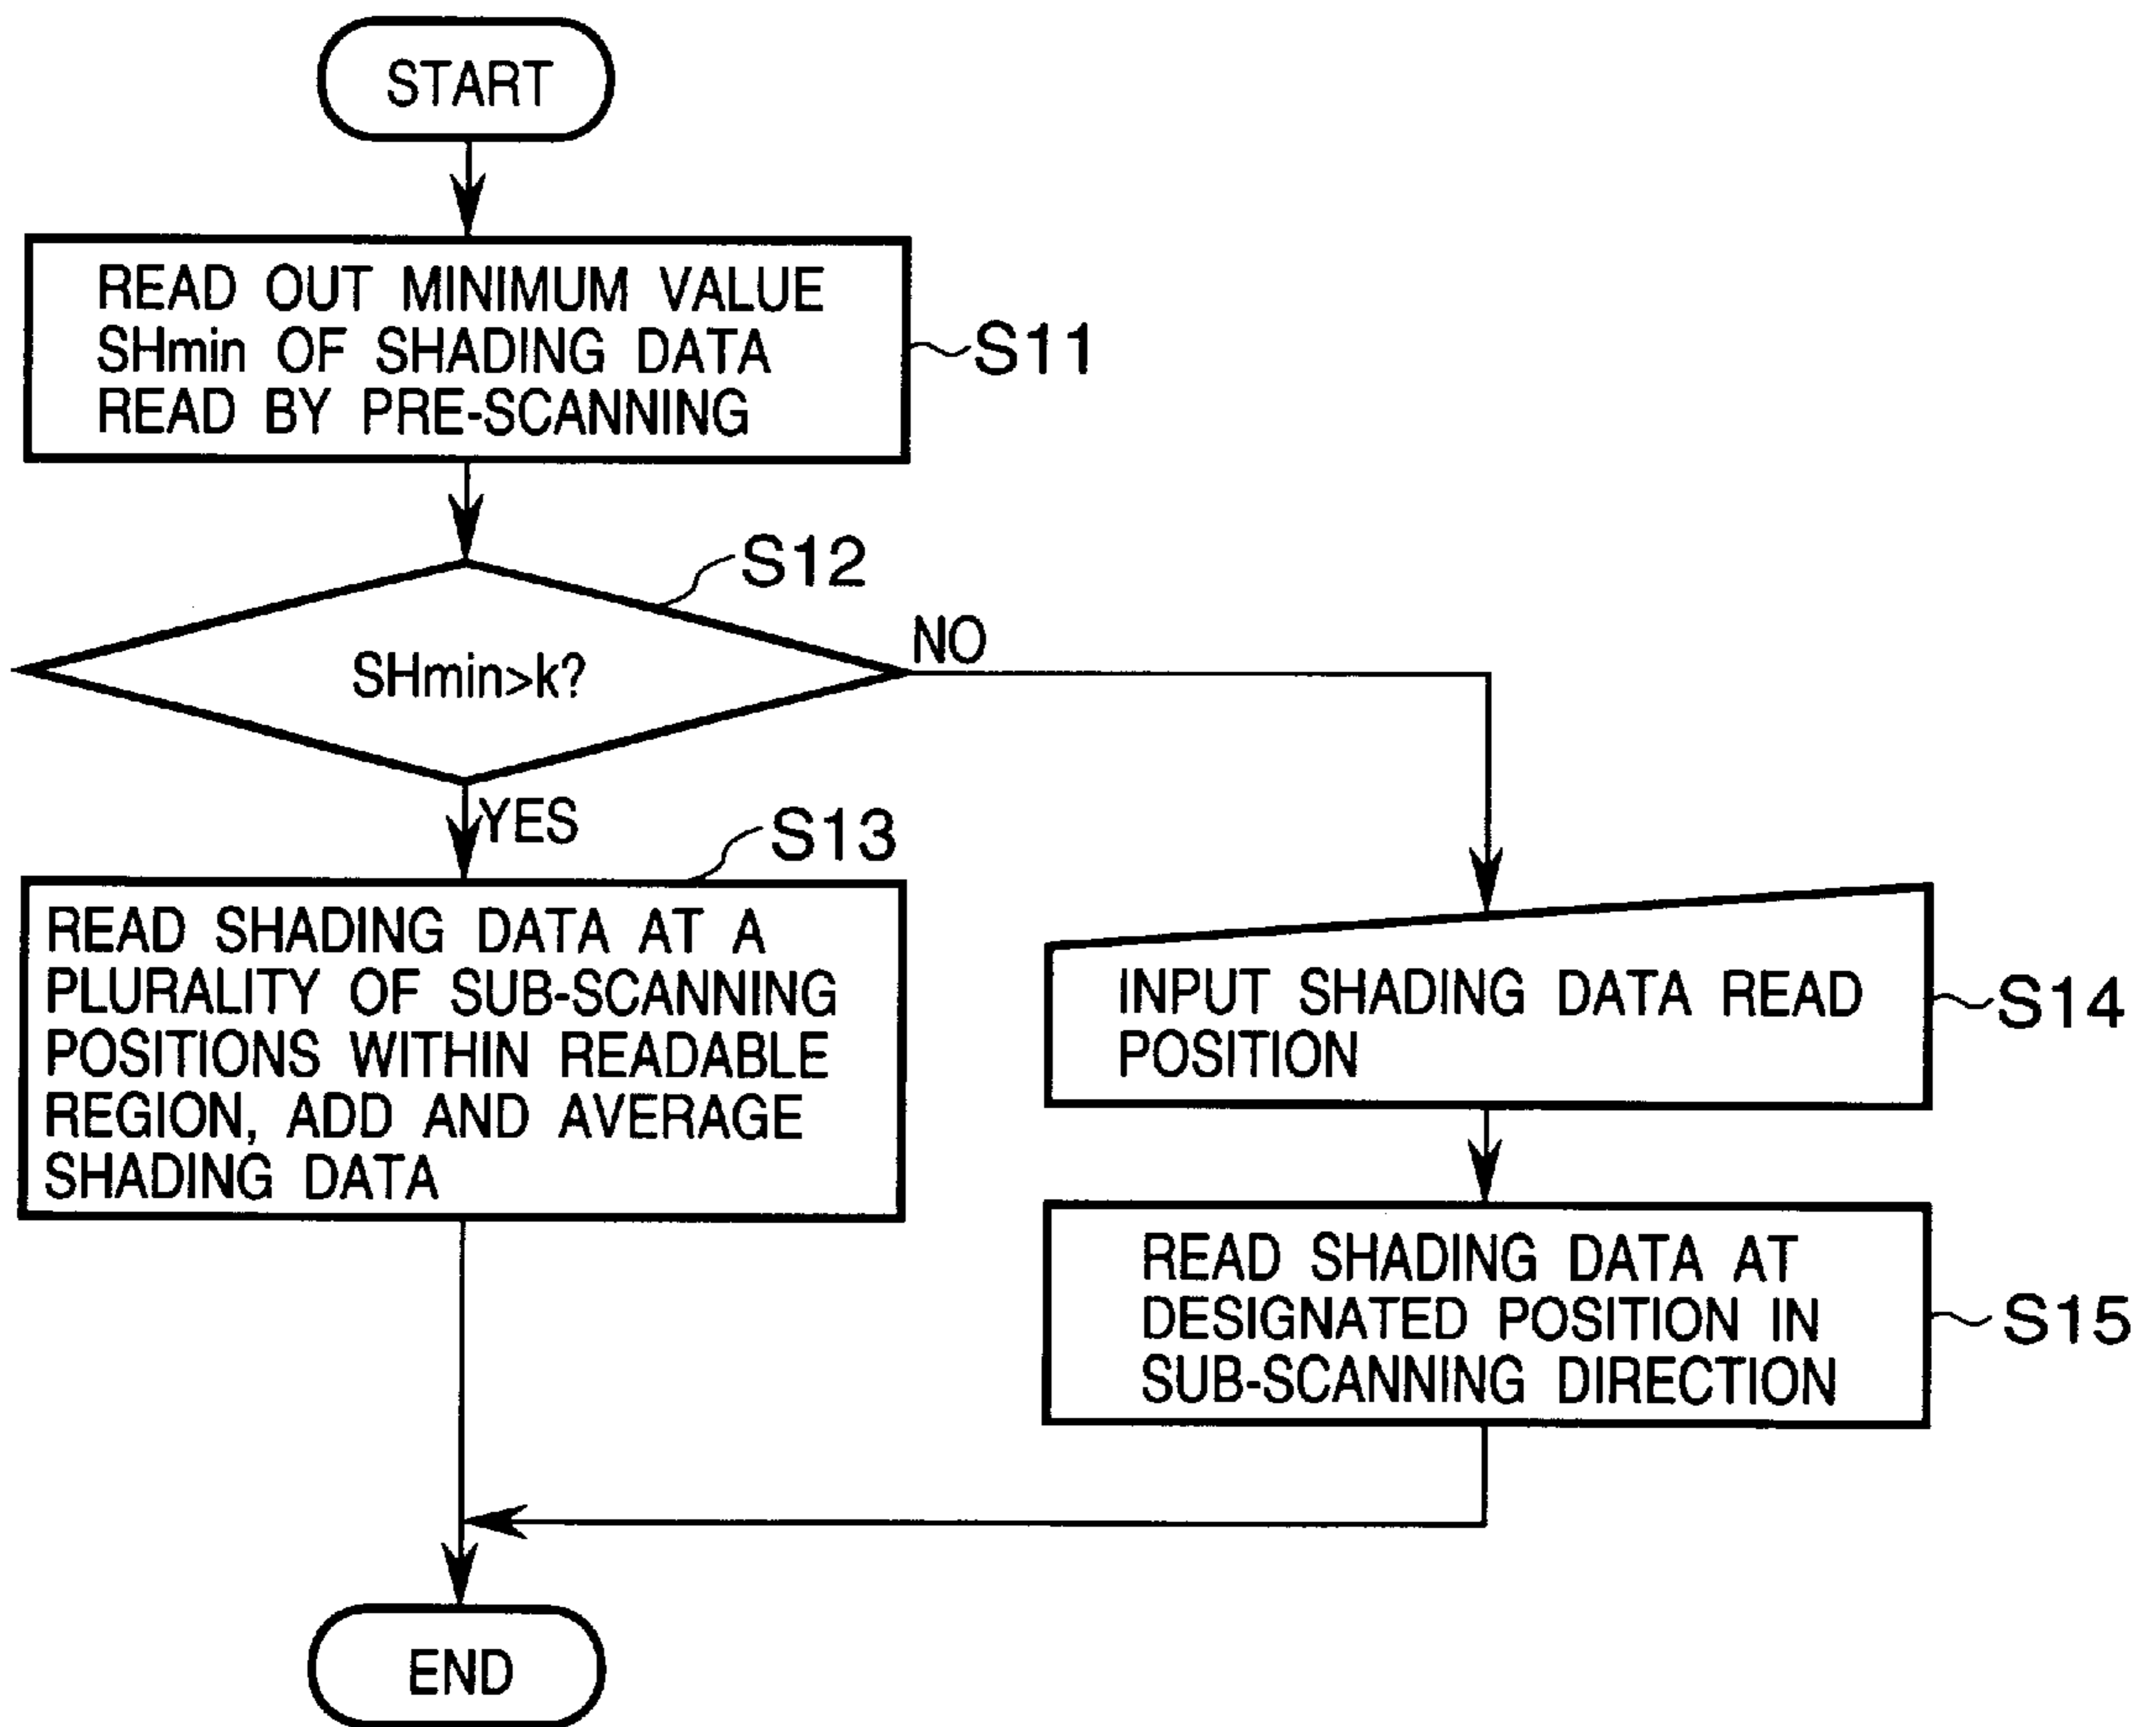 START
READ OUT MINIMUM VALUE
SHmin OF SHADING DATA
READ BY PRE-SCANNING
S11
S12
SHmin>k?
NO
YES
S13
READ SHADING DATA AT A
PLURALITY OF SUB-SCANNING
POSITIONS WITHIN READABLE
REGION, ADD AND AVERAGE
SHADING DATA
INPUT SHADING DATA READ
POSITION
S14
READ SHADING DATA AT
DESIGNATED POSITION IN
SUB-SCANNING DIRECTION
S15
END